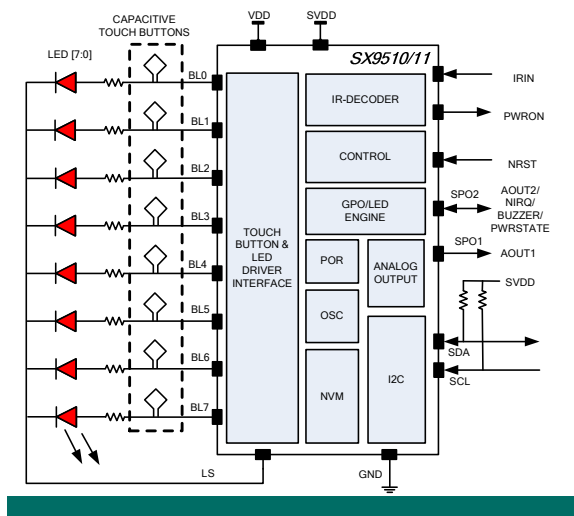 CAPACITIVE
TOUCH BUTTONS
VDD
SVDD
LED [7:0]
SX9510/11
BL0
BL1
BL2
BL3
BL4
BL5
BL6
BL7
TOUCH
BUTTON &
LED
DRIVER
INTERFACE
IR-DECODER
CONTROL
GPO/LED
ENGINE
POR
ANALOG
OUTPUT
OSC
NVM
I2C
IRIN
PWRON
NRST
SPO2
AOUT2/
NIRQ/
BUZZER/
PWRSTATE
SPO1
AOUT1
SVDD
SDA
SCL
LS
GND